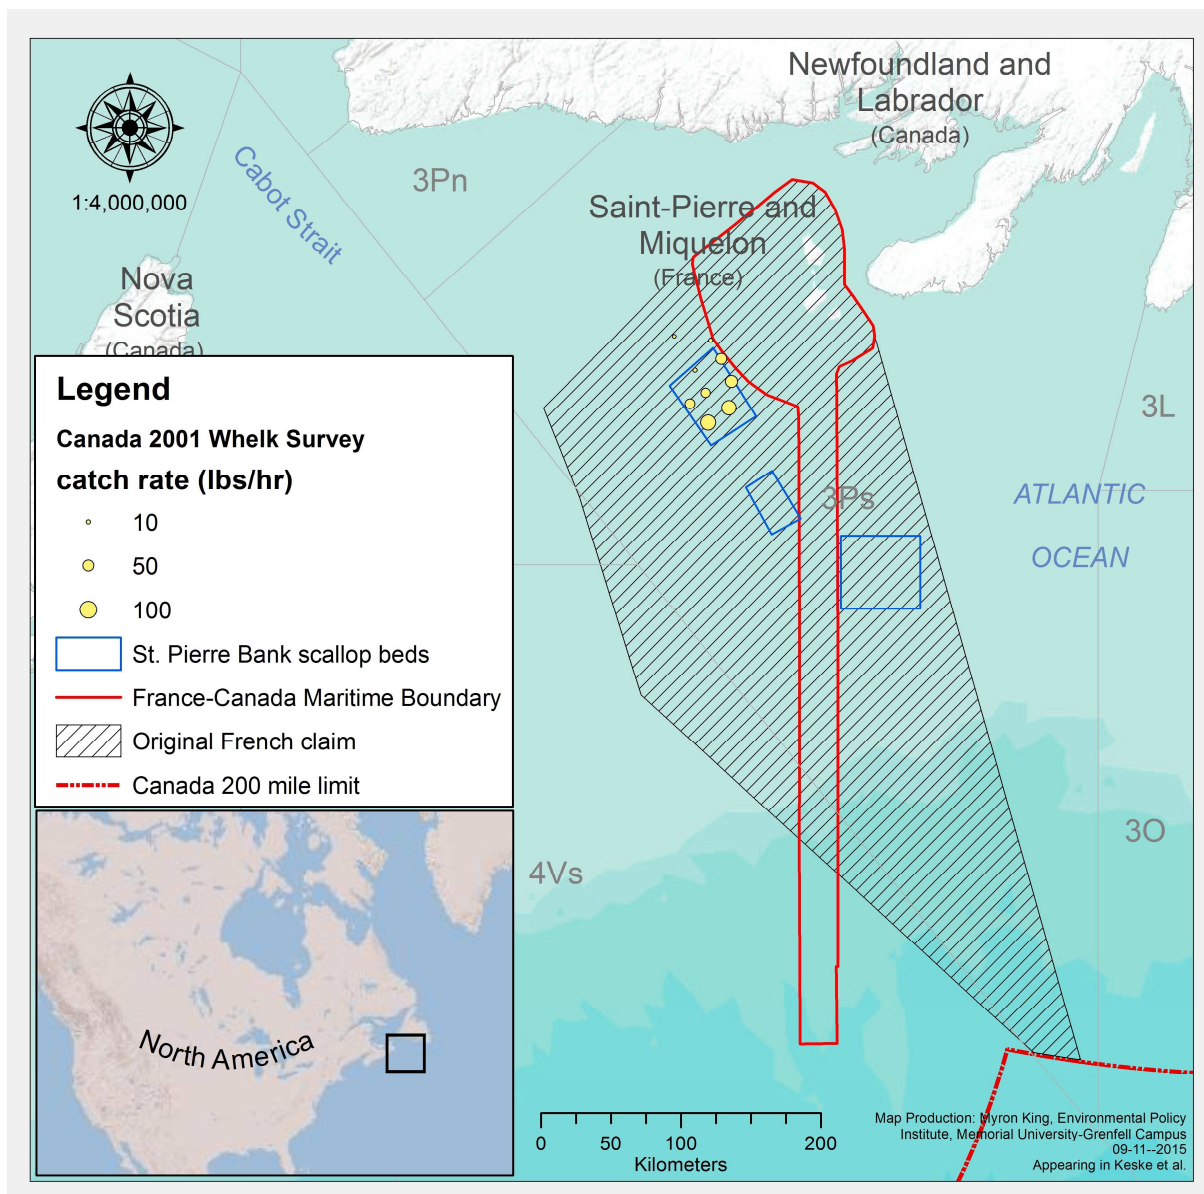 Newfoundland and
Labrador
(Canada)
1:4,000,000
Cabot Strait
3Pn
Saint-Pierre and
Miquelon
(France)
Nova
Scotia
(Canada)
Legend
Canada 2001 Whelk Survey
catch rate (lbs/hr)
10
50
100
St. Pierre Bank scallop beds
France-Canada Maritime Boundary
Original French claim
Canada 200 mile limit
3L
3Ps
ATLANTIC
OCEAN
3O
4Vs
North America
0 50 100 200
Kilometers
Map Production: Myron King, Environmental Policy
Institute, Memorial University-Grenfell Campus
09-11--2015
Appearing in Keske et al.